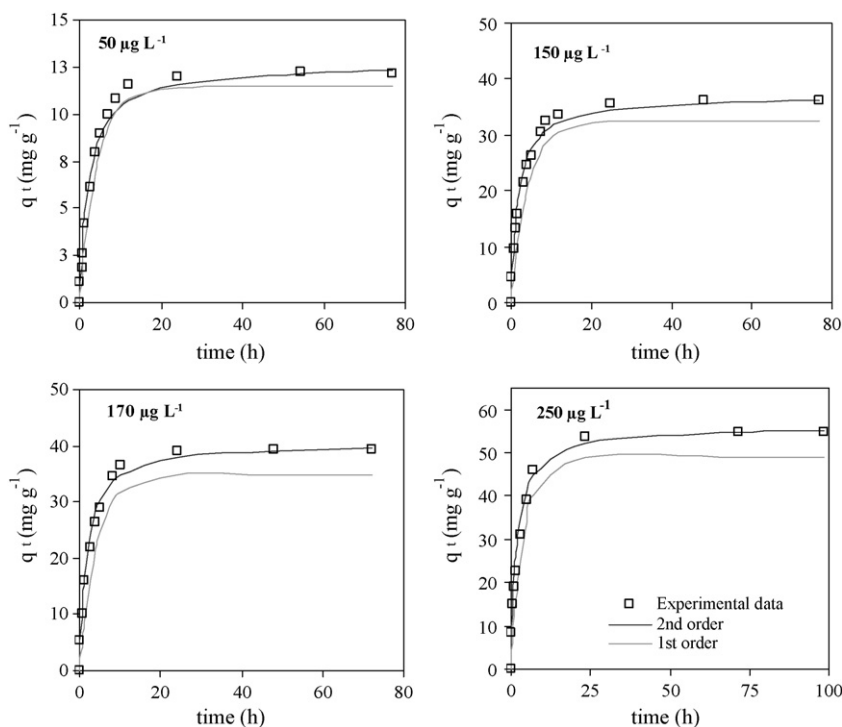 50 µg L⁻¹
15
13
10
8
5
3
0
0 20 40 60 80
q t (mg g⁻¹)
time (h)
150 µg L⁻¹
50
40
30
20
10
0
0 20 40 60 80
q t (mg g⁻¹)
time (h)
170 µg L⁻¹
50
40
30
20
10
0
0 20 40 60 80
q t (mg g⁻¹)
time (h)
250 µg L⁻¹
60
50
40
30
20
10
0
0 25 50 75 100
q t (mg g⁻¹)
time (h)
Experimental data
2nd order
1st order